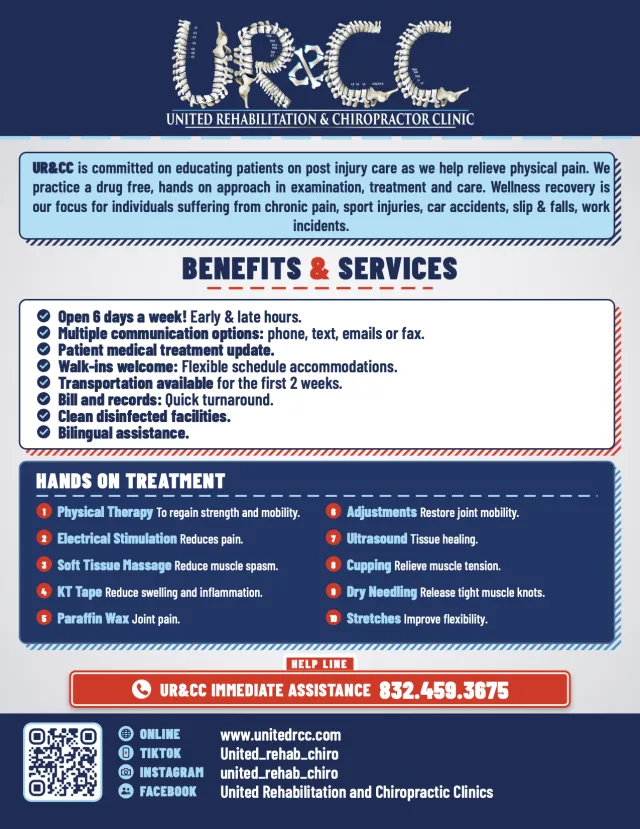 UR&CC
UNITED REHABILITATION & CHIROPRACTOR CLINIC
UR&CC is committed on educating patients on post injury care as we help relieve physical pain. We
practice a drug free, hands on approach in examination, treatment and care. Wellness recovery is
our focus for individuals suffering from chronic pain, sport injuries, car accidents, slip & falls, work
incidents.
BENEFITS & SERVICES
Open 6 days a week! Early & late hours.
Multiple communication options: phone, text, emails or fax.
Patient medical treatment update.
Walk-ins welcome: Flexible schedule accommodations.
Transportation available for the first 2 weeks.
Bill and records: Quick turnaround.
Clean disinfected facilities.
Bilingual assistance.
HANDS ON TREATMENT
1 Physical Therapy To regain strength and mobility.
2 Electrical Stimulation Reduces pain.
3 Soft Tissue Massage Reduce muscle spasm.
4 KT Tape Reduce swelling and inflammation.
5 Paraffin Wax Joint pain.
6 Adjustments Restore joint mobility.
7 Ultrasound Tissue healing.
8 Cupping Relieve muscle tension.
9 Dry Needling Release tight muscle knots.
10 Stretches Improve flexibility.
HELP LINE
UR&CC IMMEDIATE ASSISTANCE 832.459.3675
ONLINE www.unitedrcc.com
TIKTOK United_rehab_chiro
INSTAGRAM united_rehab_chiro
FACEBOOK United Rehabilitation and Chiropractic Clinics